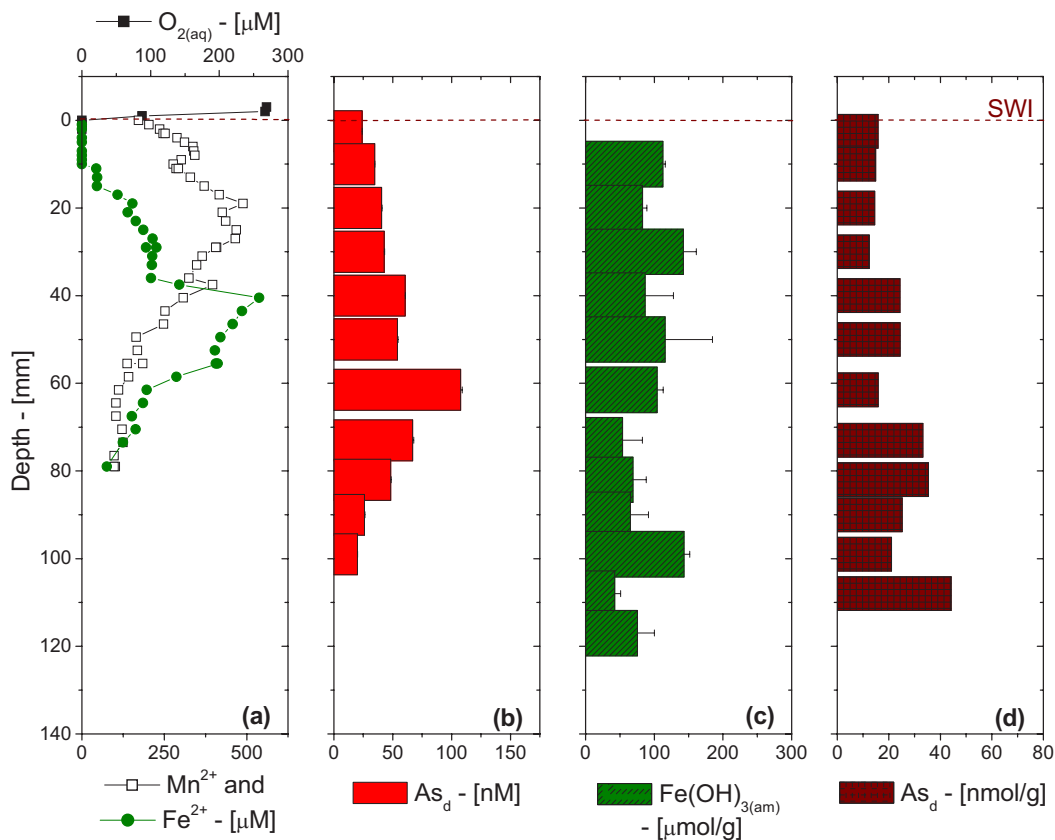 O2(aq) - [μM]
0 100 200 300
SWI
Depth - [mm]
0
20
40
60
80
100
120
140
(a)
(b)
(c)
(d)
0 250 500
0 50 100 150
0 100 200 300
0 20 40 60 80
Mn2+ and
Fe2+ - [μM]
Asd - [nM]
Fe(OH)3(am)
- [μmol/g]
Asd - [nmol/g]